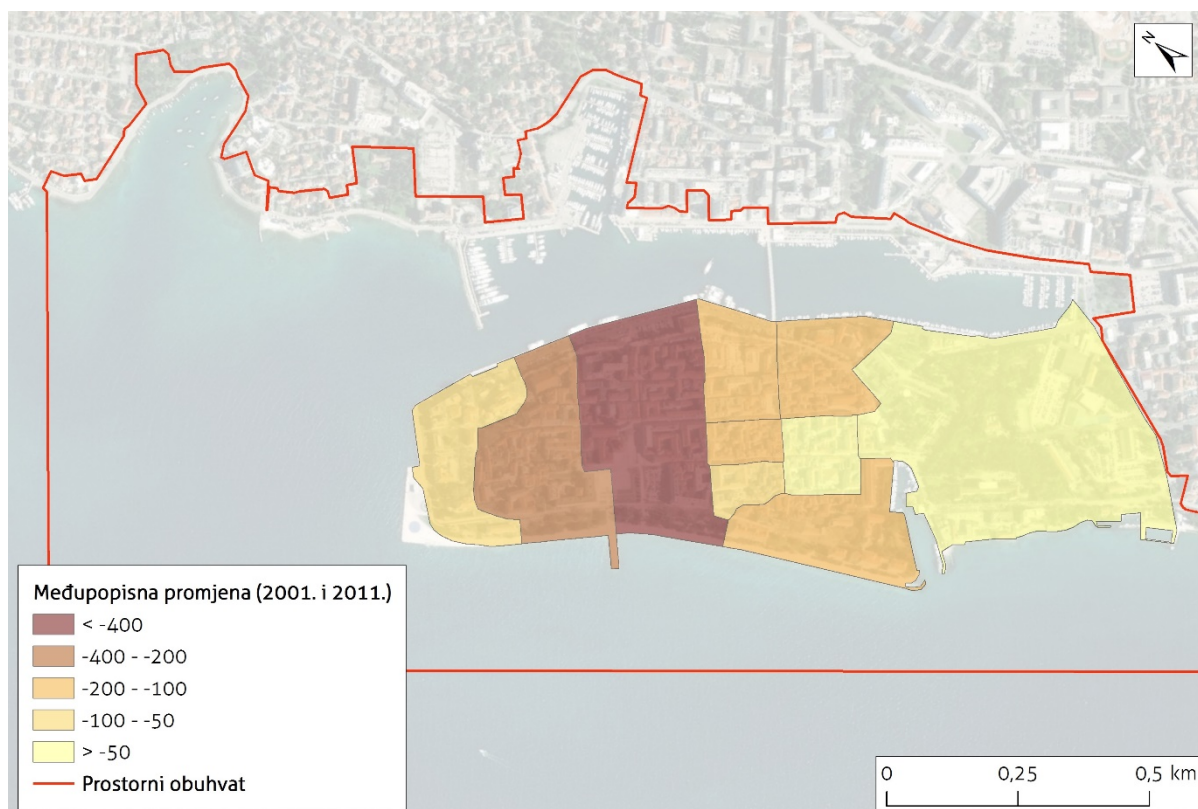 N
Međupopisna promjena (2001. i 2011.)
< -400
-400 - -200
-200 - -100
-100 - -50
> -50
Prostorni obuhvat
0 0,25 0,5 km